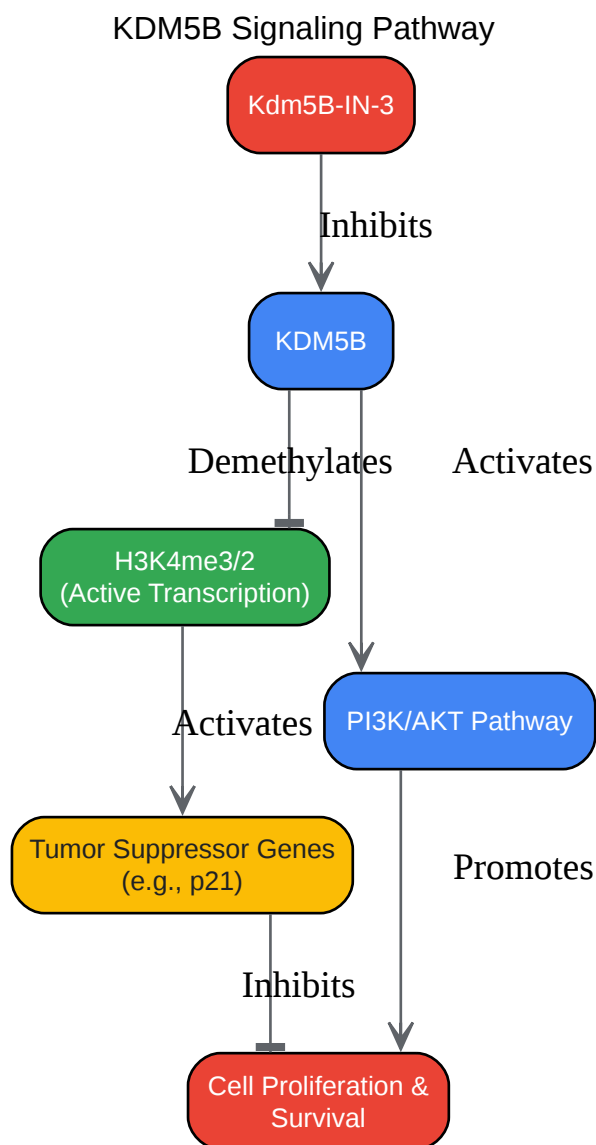 KDM5B Signaling Pathway
Kdm5B-IN-3
Inhibits
KDM5B
Demethylates
Activates
H3K4me3/2
(Active Transcription)
Activates
PI3K/AKT Pathway
Tumor Suppressor Genes
(e.g., p21)
Promotes
Inhibits
Cell Proliferation &
Survival